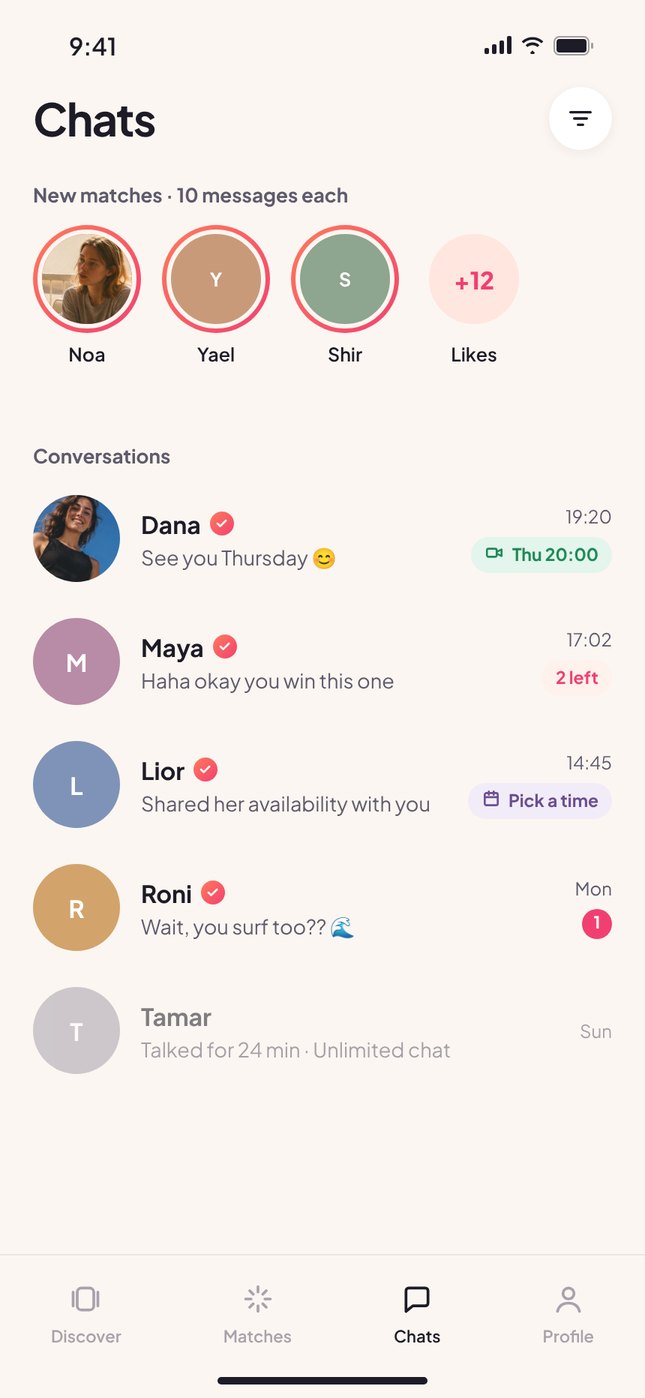 9:41
Chats
New matches · 10 messages each
Y
S
+12
Noa
Yael
Shir
Likes
Conversations
Dana
19:20
See you Thursday 😊
Thu 20:00
M
Maya
17:02
Haha okay you win this one
2 left
L
Lior
14:45
Shared her availability with you
Pick a time
R
Roni
Mon
Wait, you surf too?? 🌊
1
T
Tamar
Talked for 24 min · Unlimited chat
Sun
Discover
Matches
Chats
Profile